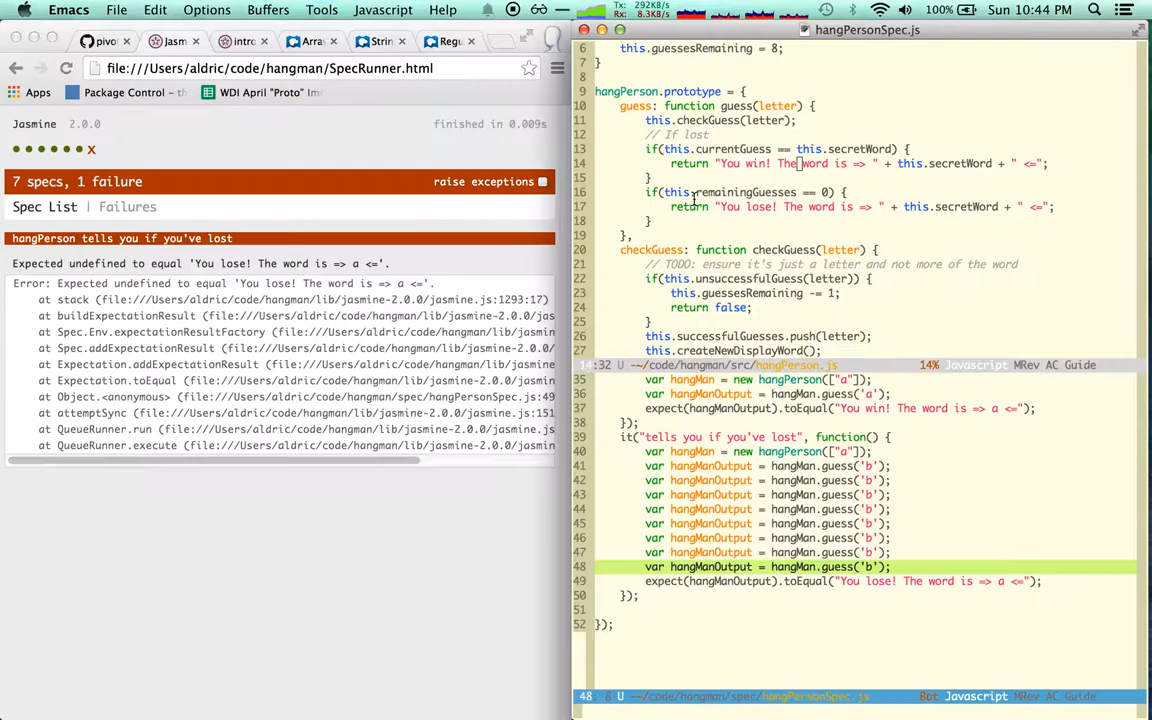 Emacs File Edit Options Buffers Tools Javascript Help Tx: 292KB/s Rx: 8.3KB/s 100% Sun 10:44 PM
pivo Jasm intro Array Strin Regu
file:///Users/aldric/code/hangman/SpecRunner.html
Apps Package Control - th WDI April "Proto" Im
Jasmine 2.0.0 finished in 0.009s
x
7 specs, 1 failure raise exceptions
Spec List | Failures
hangPerson tells you if you've lost
Expected undefined to equal 'You lose! The word is => a <='.
Error: Expected undefined to equal 'You lose! The word is => a <='.
at stack (file:///Users/aldric/code/hangman/lib/jasmine-2.0.0/jasmine.js:1293:17)
at buildExpectationResult (file:///Users/aldric/code/hangman/lib/jasmine-2.0.0/jas
at Spec.Env.expectationResultFactory (file:///Users/aldric/code/hangman/lib/jasmin
at Spec.addExpectationResult (file:///Users/aldric/code/hangman/lib/jasmine-2.0.0/
at Expectation.addExpectationResult (file:///Users/aldric/code/hangman/lib/jasmine
at Expectation.toEqual (file:///Users/aldric/code/hangman/lib/jasmine-2.0.0/jasmin
at Object.<anonymous> (file:///Users/aldric/code/hangman/spec/hangPersonSpec.js:49
at attemptSync (file:///Users/aldric/code/hangman/lib/jasmine-2.0.0/jasmine.js:151
at QueueRunner.run (file:///Users/aldric/code/hangman/lib/jasmine-2.0.0/jasmine.js
at QueueRunner.execute (file:///Users/aldric/code/hangman/lib/jasmine-2.0.0/jasmin
hangPersonSpec.js
6 this.guessesRemaining = 8;
7 }
8
9 hangPerson.prototype = {
10 guess: function guess(letter) {
11 this.checkGuess(letter);
12 // If lost
13 if(this.currentGuess == this.secretWord) {
14 return "You win! The word is => " + this.secretWord + " <=";
15 }
16 if(this.remainingGuesses == 0) {
17 return "You lose! The word is => " + this.secretWord + " <=";
18 }
19 },
20 checkGuess: function checkGuess(letter) {
21 // TODO: ensure it's just a letter and not more of the word
22 if(this.unsuccessfulGuess(letter)) {
23 this.guessesRemaining -= 1;
24 return false;
25 }
26 this.successfulGuesses.push(letter);
27 this.createNewDisplayWord();
14:32 U -~/code/hangman/src/hangPerson.js 14% Javascript MRev AC Guide
35 var hangMan = new hangPerson(["a"]);
36 var hangManOutput = hangMan.guess('a');
37 expect(hangManOutput).toEqual("You win! The word is => a <=");
38 });
39 it("tells you if you've lost", function() {
40 var hangMan = new hangPerson(["a"]);
41 var hangManOutput = hangMan.guess('b');
42 var hangManOutput = hangMan.guess('b');
43 var hangManOutput = hangMan.guess('b');
44 var hangManOutput = hangMan.guess('b');
45 var hangManOutput = hangMan.guess('b');
46 var hangManOutput = hangMan.guess('b');
47 var hangManOutput = hangMan.guess('b');
48 var hangManOutput = hangMan.guess('b');
49 expect(hangManOutput).toEqual("You lose! The word is => a <=");
50 });
51
52 });
48: 8 U -~/code/hangman/spec/hangPersonSpec.js Bot Javascript MRev AC Guide